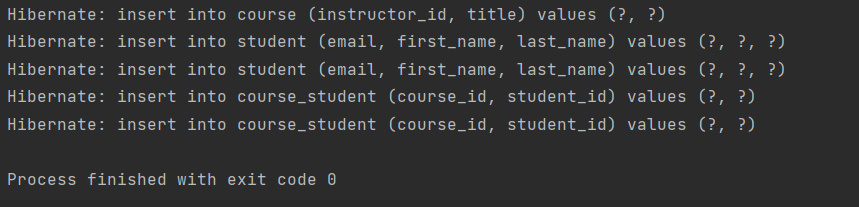 Hibernate: insert into course (instructor_id, title) values (?, ?)
Hibernate: insert into student (email, first_name, last_name) values (?, ?, ?)
Hibernate: insert into student (email, first_name, last_name) values (?, ?, ?)
Hibernate: insert into course_student (course_id, student_id) values (?, ?)
Hibernate: insert into course_student (course_id, student_id) values (?, ?)
Process finished with exit code 0